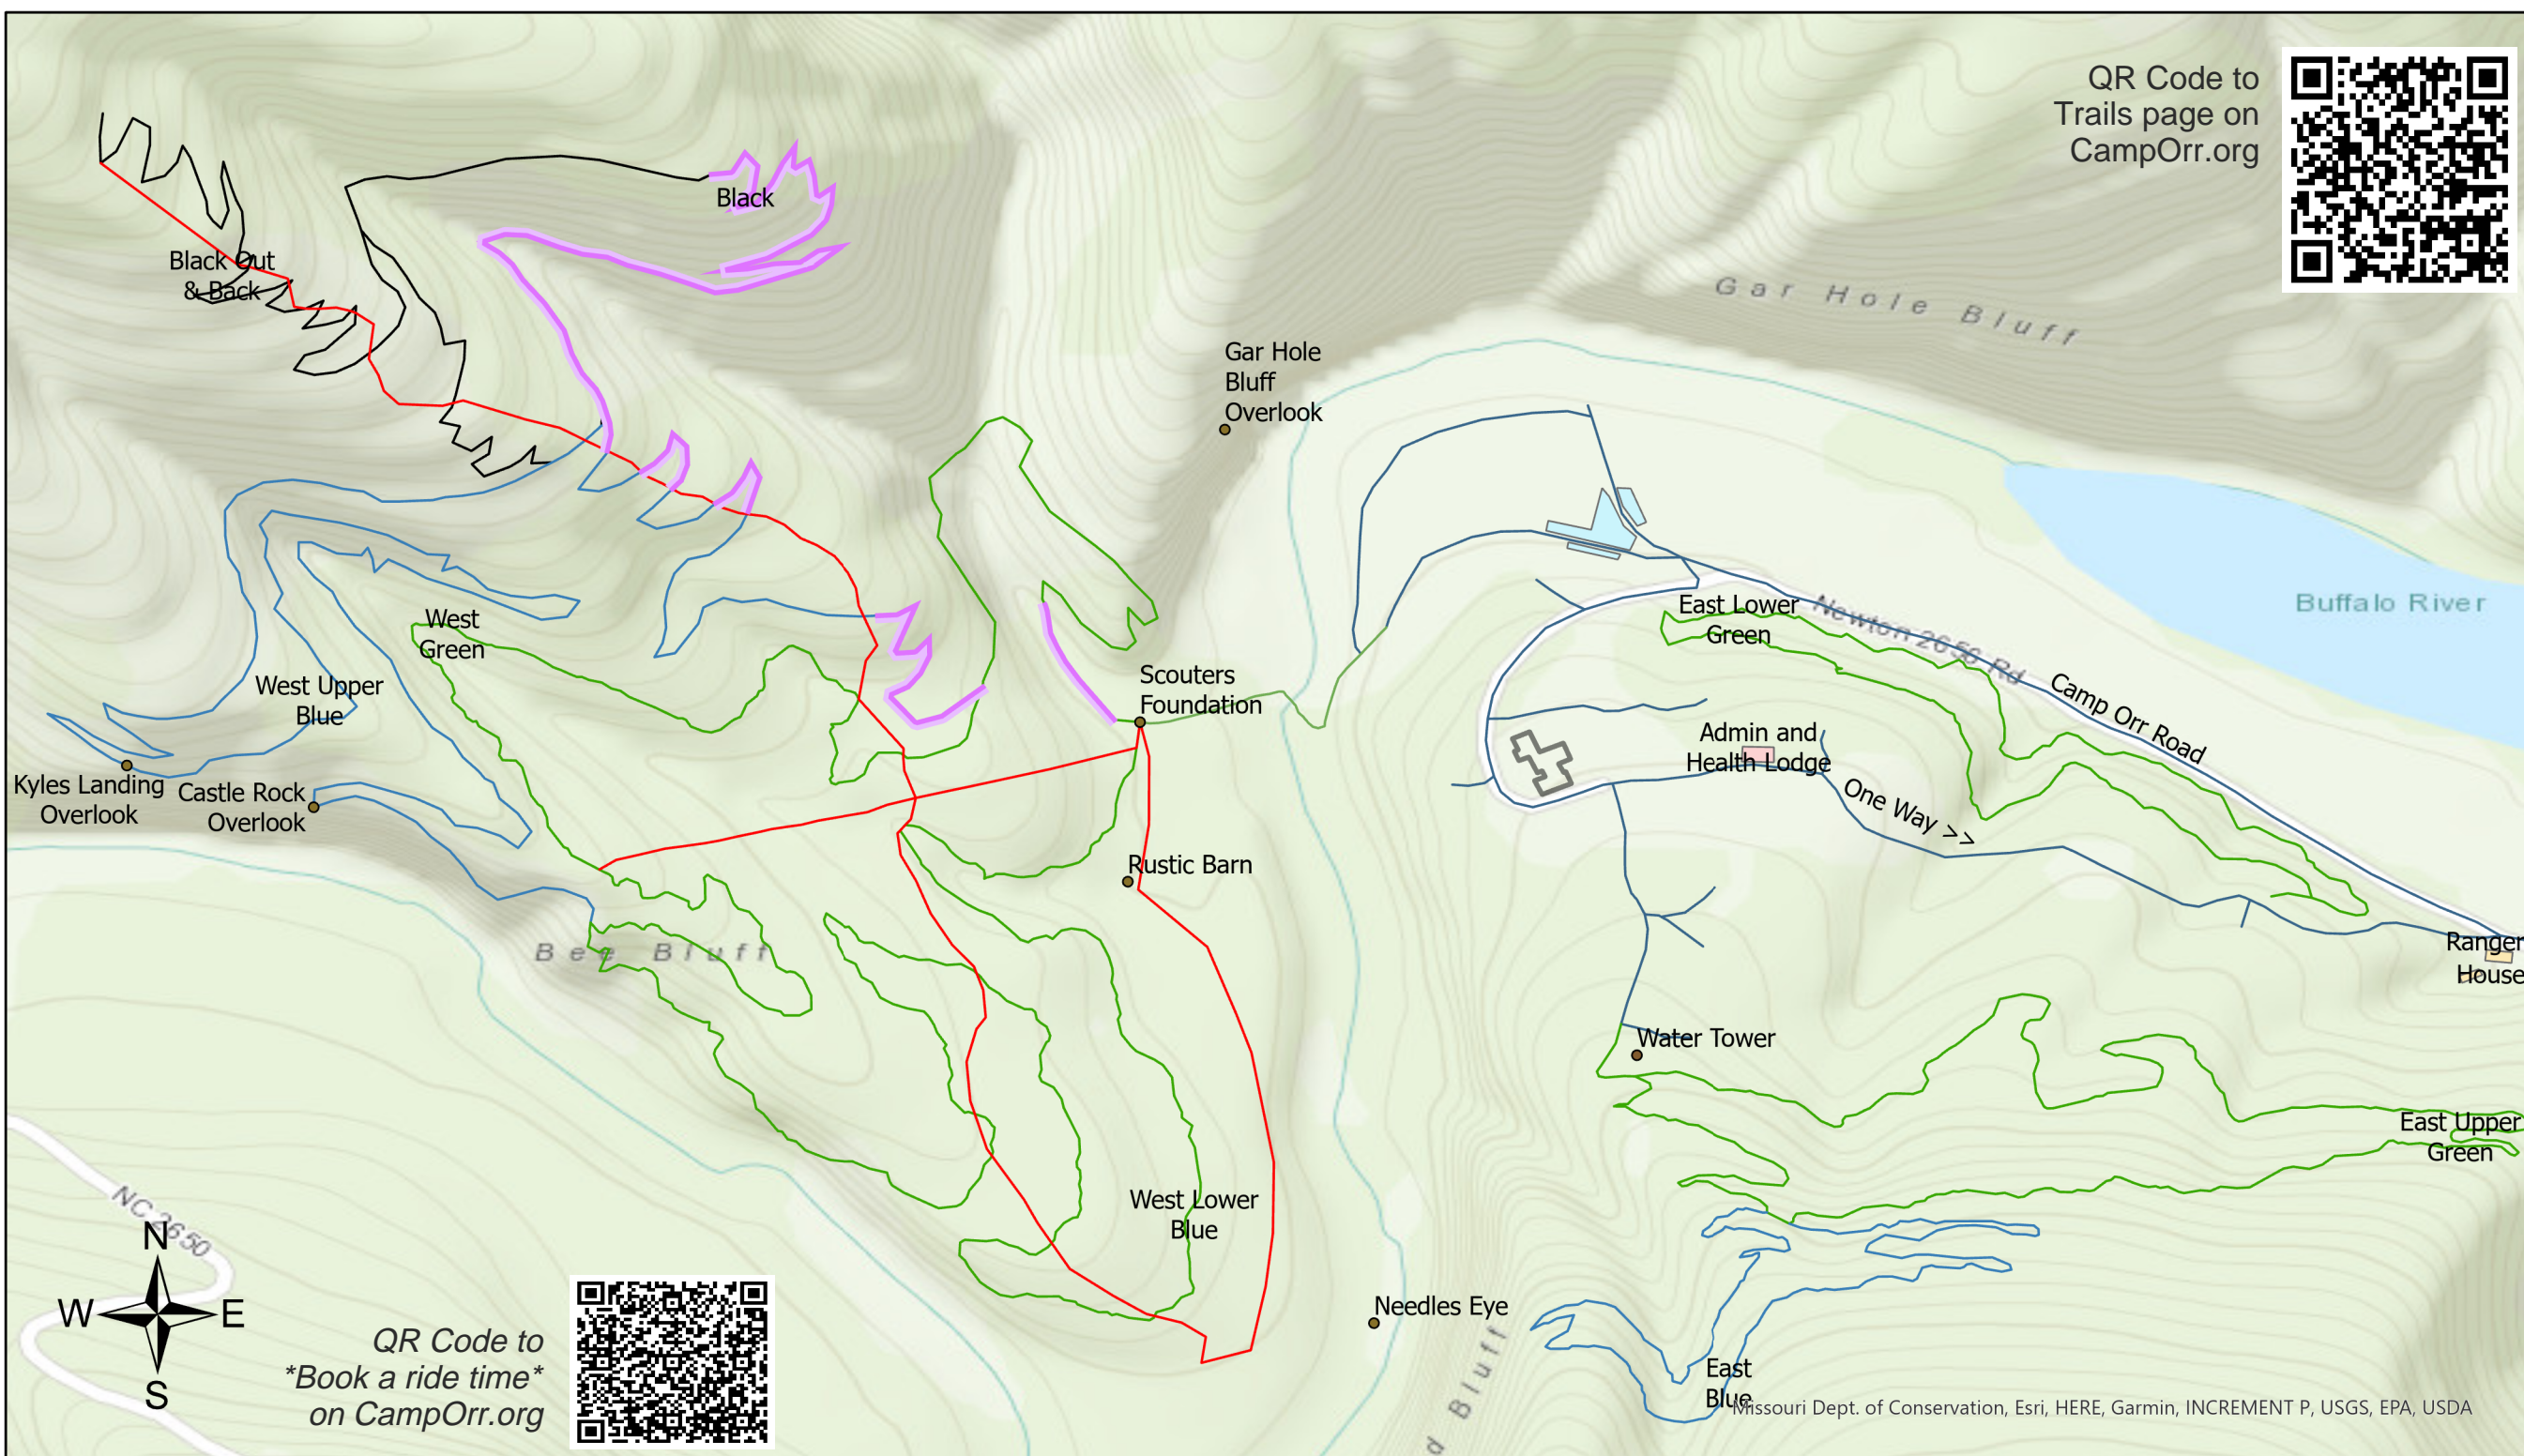 QR Code to
Trails page on
CampOrr.org
Black
Black Out
& Back
Gar Hole Bluff
Gar Hole
Bluff
Overlook
Buffalo River
East Lower
Green
Newton 2656 Rd
West
Green
Scouters
Foundation
West Upper
Blue
Camp Orr Road
Admin and
Health Lodge
Kyles Landing
Overlook
Castle Rock
Overlook
One Way >>
Rustic Barn
Bee Bluff
Ranger
House
Water Tower
East Upper
Green
West Lower
Blue
NC 2650
N
W
E
S
Needles Eye
QR Code to
*Book a ride time*
on CampOrr.org
d Bluff
East
Blue
Missouri Dept. of Conservation, Esri, HERE, Garmin, INCREMENT P, USGS, EPA, USDA